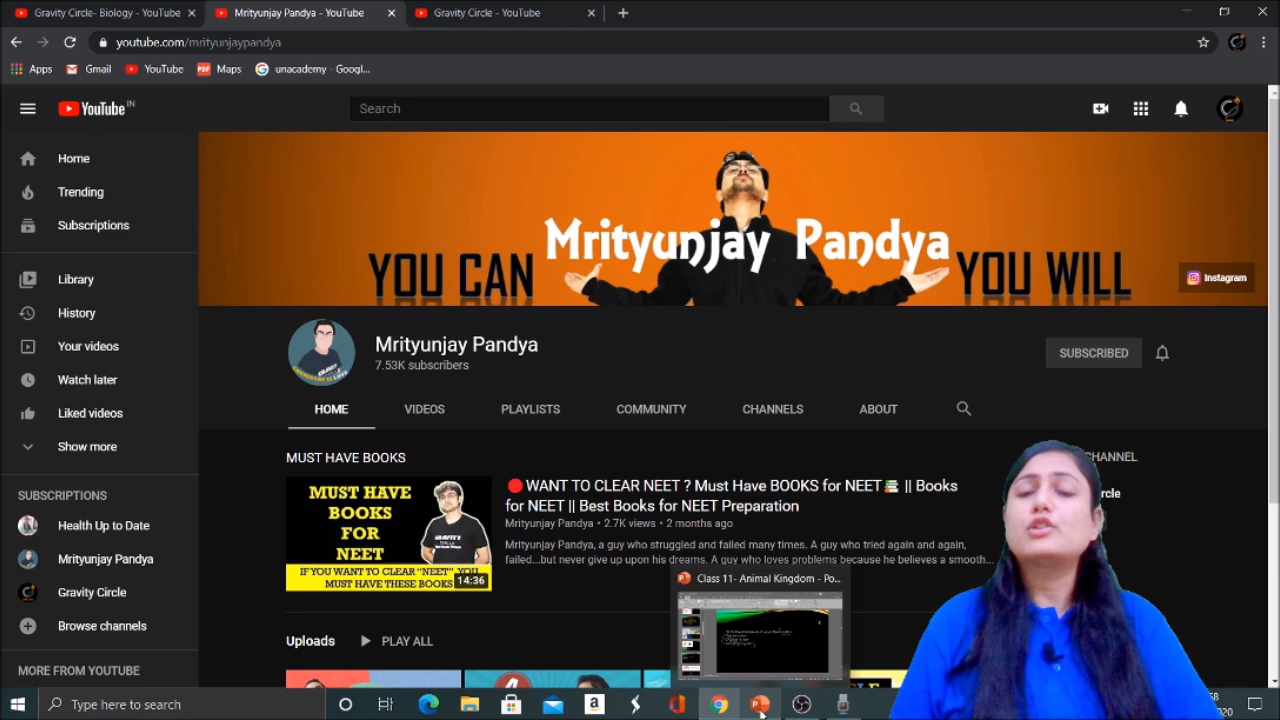 Gravity Circle- Biology - YouTube
Mrityunjay Pandya - YouTube
Gravity Circle - YouTube
youtube.com/mrityunjaypandya
Apps
Gmail
YouTube
Maps
unacademy - Googl...
YouTube IN
Search
Home
Trending
Subscriptions
Library
History
Your videos
Watch later
Liked videos
Show more
SUBSCRIPTIONS
Health Up to Date
Mrityunjay Pandya
Gravity Circle
Browse channels
MORE FROM YOUTUBE
YOU CAN
Mrityunjay Pandya
YOU WILL
Instagram
Mrityunjay Pandya
7.53K subscribers
SUBSCRIBED
HOME
VIDEOS
PLAYLISTS
COMMUNITY
CHANNELS
ABOUT
MUST HAVE BOOKS
MUST HAVE
BOOKS
FOR
NEET
IF YOU WANT TO CLEAR "NEET" YOU
MUST HAVE THESE BOOKS
14:36
WANT TO CLEAR NEET ? Must Have BOOKS for NEET || Books
for NEET || Best Books for NEET Preparation
Mrityunjay Pandya • 2.7K views • 2 months ago
Mrityunjay Pandya, a guy who struggled and failed many times. A guy who tried again and again,
failed...but never give up upon his dreams. A guy who loves problems because he believes a smooth...
CHANNEL
Class 11- Animal Kingdom - Po...
Uploads
PLAY ALL
Type here to search